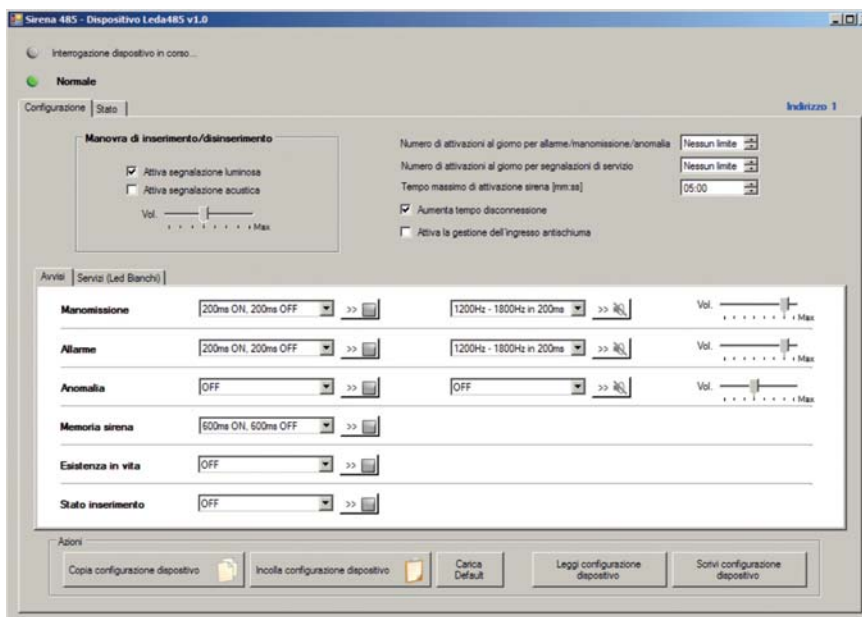 Sirena 485 - Dispositivo Leda485 v1.0
Interrogazione dispositivo in corso...
Normale
Configurazione Stato
Indirizzo 1
Manovra di inserimento/disinserimento
Attiva segnalazione luminosa
Attiva segnalazione acustica
Vol. Max
Numero di attivazioni al giorno per allarme/manomissione/anomalia Nessun limite
Numero di attivazioni al giorno per segnalazioni di servizio Nessun limite
Tempo massimo di attivazione sirena [mm:ss] 05:00
Aumenta tempo disconnessione
Attiva la gestione dell'ingresso antischiuma
Avvisi Servizi (Led Bianchi)
Manomissione 200ms ON, 200ms OFF >> 1200Hz - 1800Hz in 200ms >> Vol. Max
Allarme 200ms ON, 200ms OFF >> 1200Hz - 1800Hz in 200ms >> Vol. Max
Anomalia OFF >> OFF >> Vol. Max
Memoria sirena 600ms ON, 600ms OFF >>
Esistenza in vita OFF >>
Stato inserimento OFF >>
Azioni
Copia configurazione dispositivo
Incolla configurazione dispositivo
Carica
Default
Leggi configurazione
dispositivo
Scrivi configurazione
dispositivo